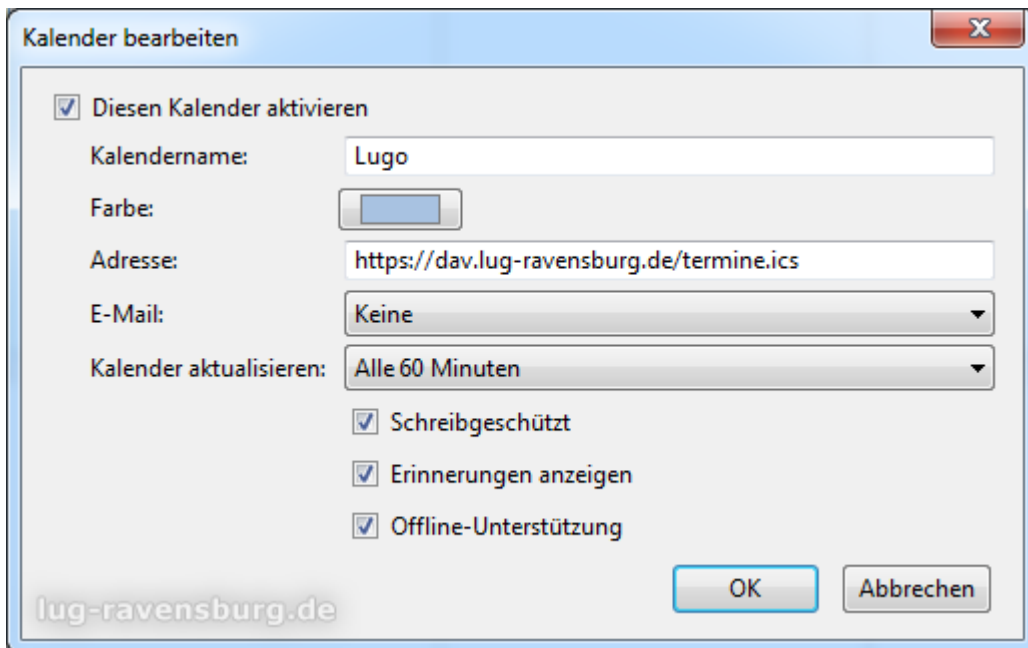 Kalender bearbeiten
Diesen Kalender aktivieren
Kalendername: Lugo
Farbe:
Adresse: https://dav.lug-ravensburg.de/termine.ics
E-Mail: Keine
Kalender aktualisieren: Alle 60 Minuten
Schreibgeschützt
Erinnerungen anzeigen
Offline-Unterstützung
OK Abbrechen
lug-ravensburg.de